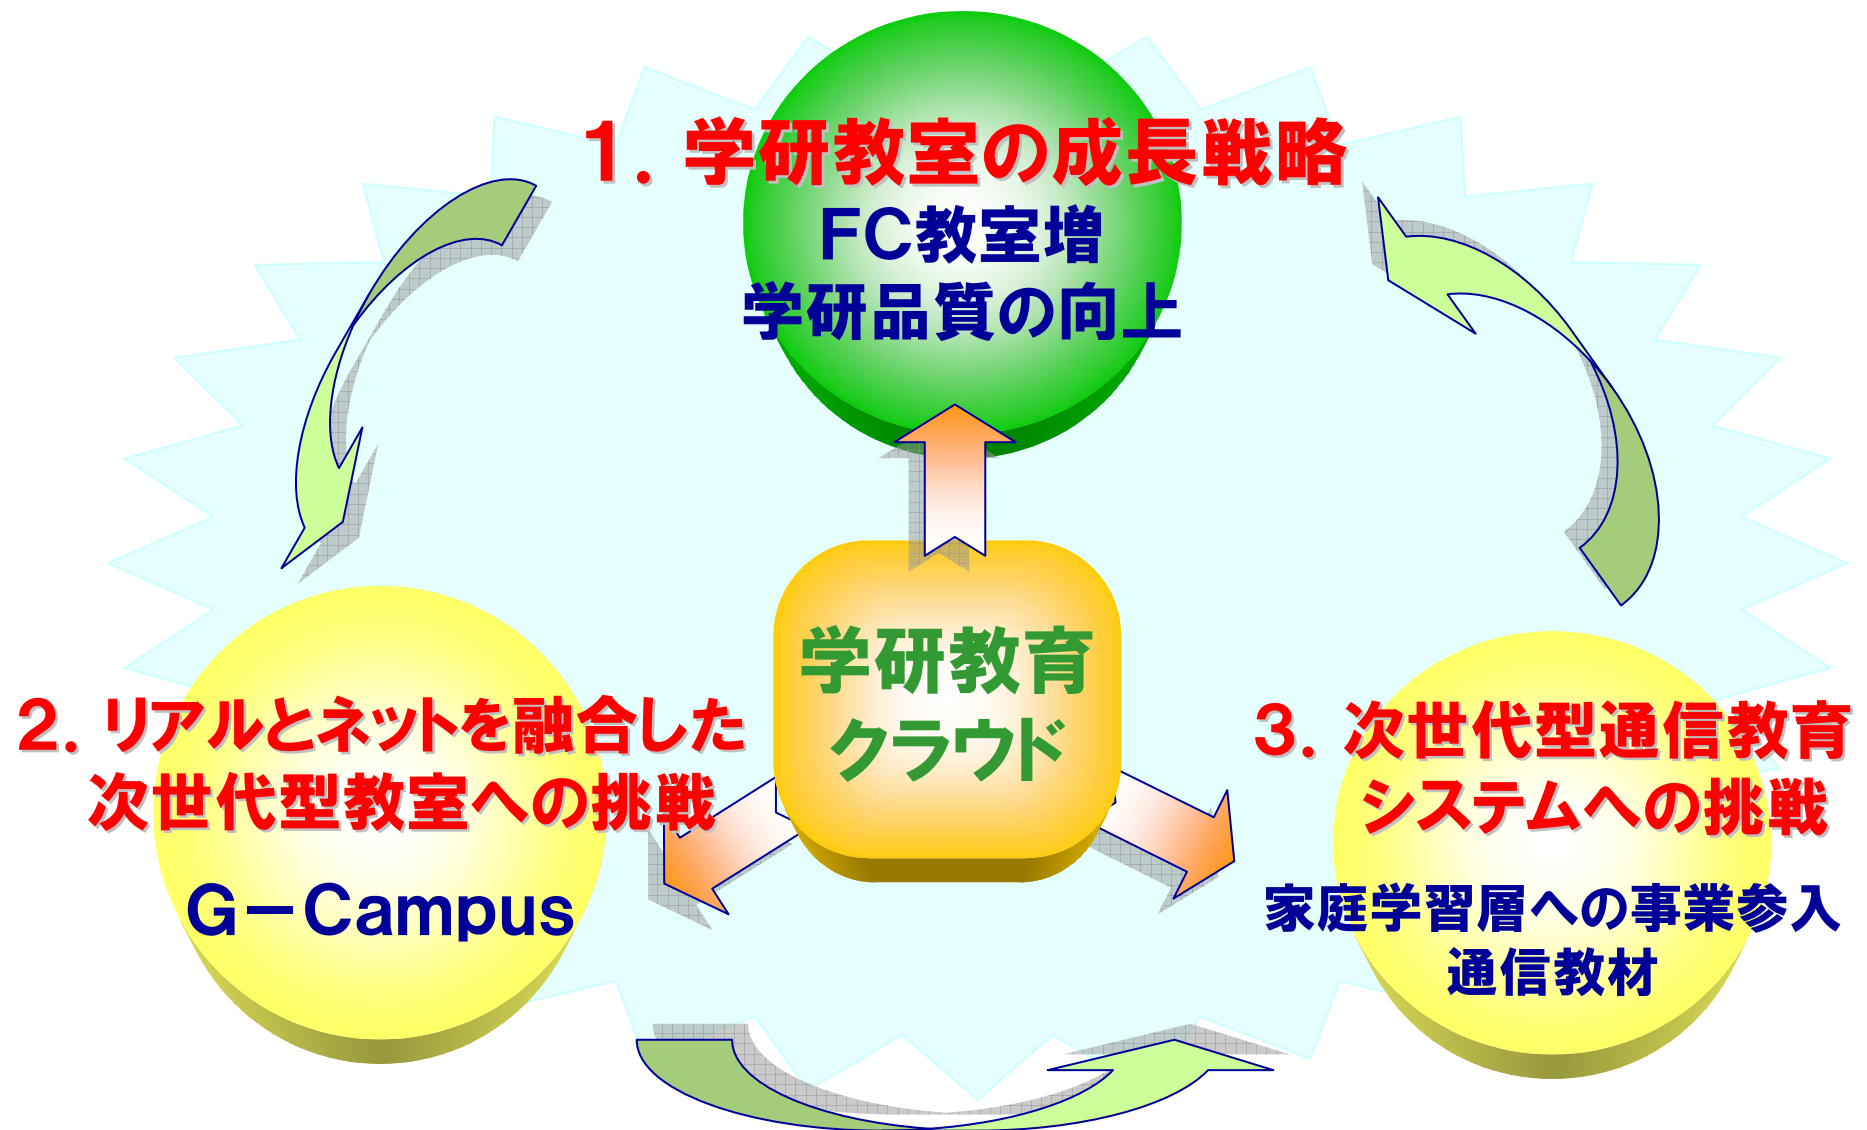 １．学研教室の成長戦略
ＦＣ教室増
学研品質の向上
学研教育
クラウド
２．リアルとネットを融合した
次世代型教室への挑戦
Ｇ－Ｃａｍｐｕｓ
３．次世代型通信教育
システムへの挑戦
家庭学習層への事業参入
通信教材